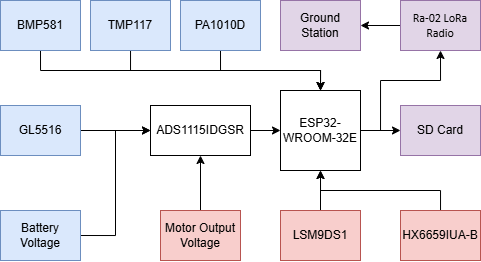 BMP581
TMP117
PA1010D
Ground
Station
Ra-02 LoRa
Radio
GL5516
ADS1115IDGSR
ESP32-
WROOM-32E
SD Card
Battery
Voltage
Motor Output
Voltage
LSM9DS1
HX6659IUA-B